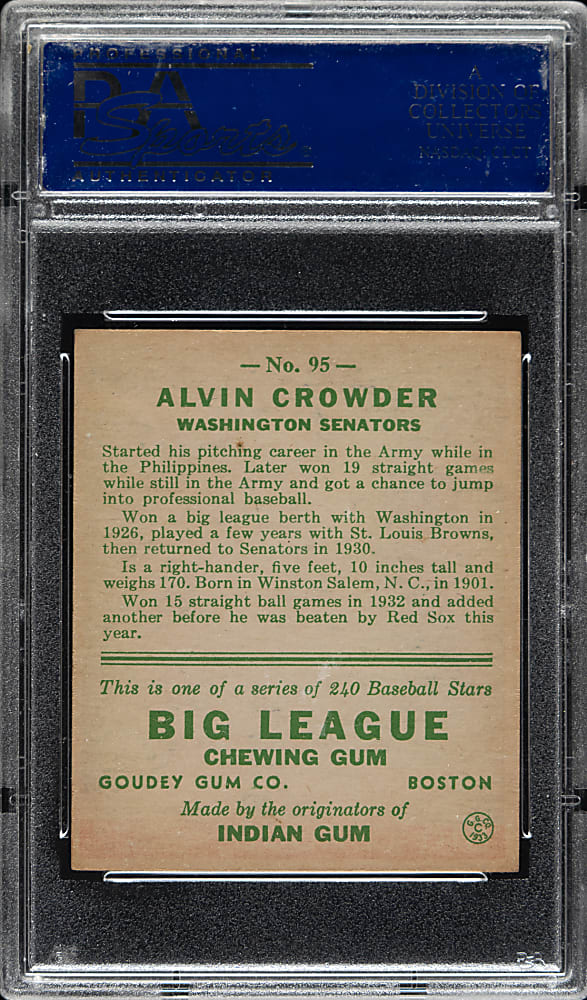 PROFESSIONAL
PSA
Sports
AUTHENTICATOR
A
DIVISION OF
COLLECTORS
UNIVERSE
NASDAQ: CLCT
— No. 95 —
ALVIN CROWDER
WASHINGTON SENATORS
Started his pitching career in the Army while in
the Philippines. Later won 19 straight games
while still in the Army and got a chance to jump
into professional baseball.
Won a big league berth with Washington in
1926, played a few years with St. Louis Browns,
then returned to Senators in 1930.
Is a right-hander, five feet, 10 inches tall and
weighs 170. Born in Winston Salem, N. C., in 1901.
Won 15 straight ball games in 1932 and added
another before he was beaten by Red Sox this
year.
This is one of a series of 240 Baseball Stars
BIG LEAGUE
CHEWING GUM
GOUDEY GUM CO. BOSTON
Made by the originators of
INDIAN GUM
G. G. CO.
C
1933
PSA